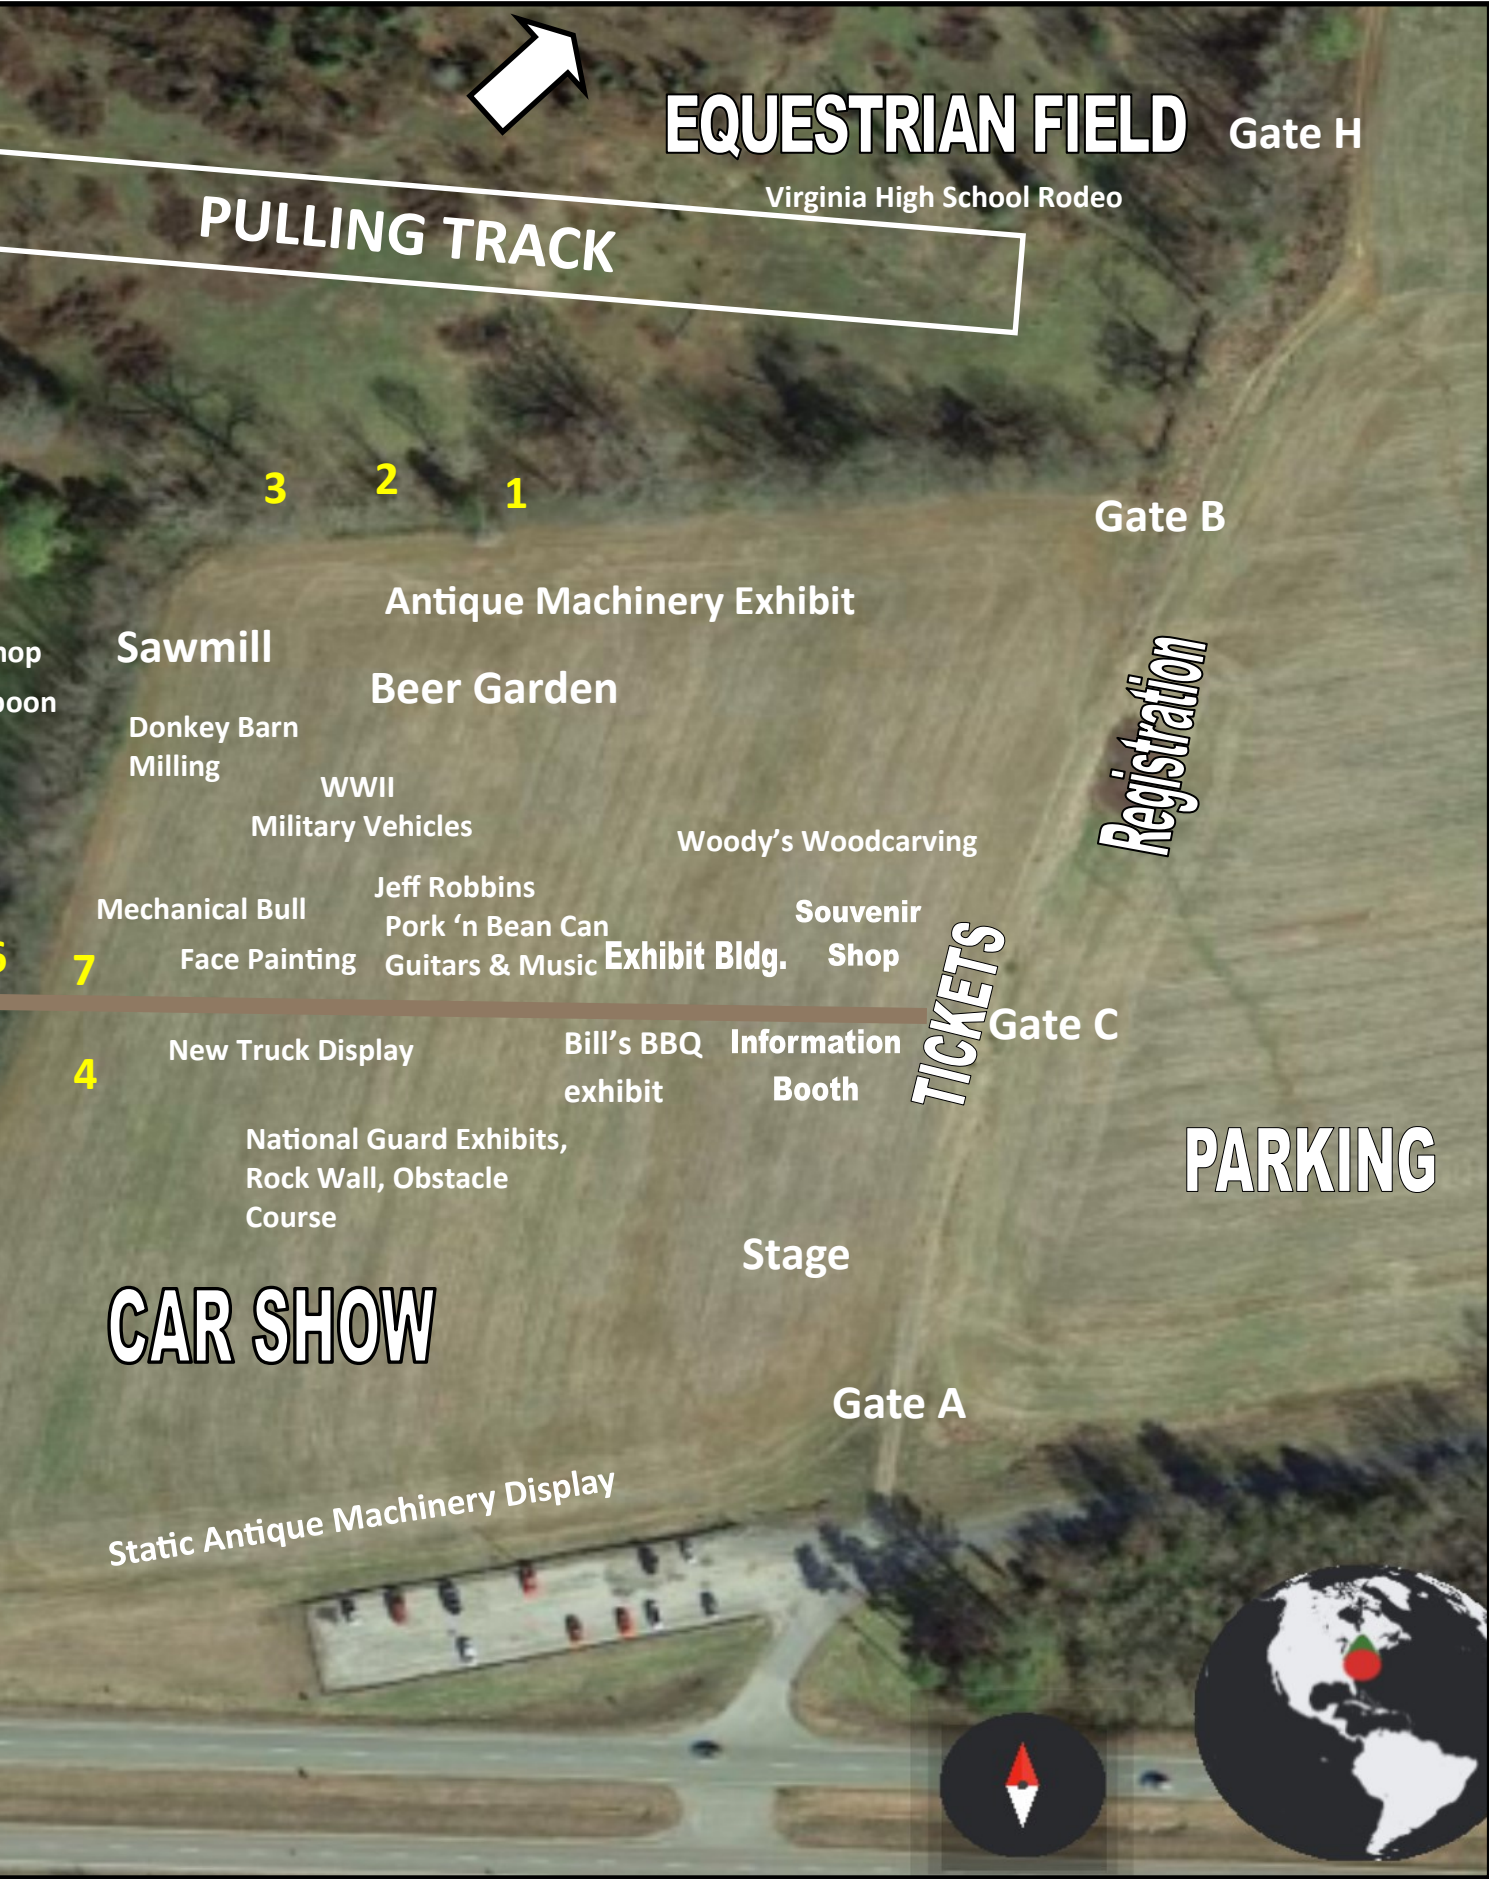 EQUESTRIAN FIELD
Gate H
Virginia High School Rodeo
PULLING TRACK
3
2
1
Gate B
Antique Machinery Exhibit
Sawmill
Beer Garden
Donkey Barn
Milling
WWII
Military Vehicles
Registration
Woody’s Woodcarving
Jeff Robbins
Pork ‘n Bean Can
Guitars & Music
Mechanical Bull
Face Painting
Exhibit Bldg.
Souvenir
Shop
7
TICKETS
Gate C
New Truck Display
4
Bill’s BBQ
exhibit
Information
Booth
National Guard Exhibits,
Rock Wall, Obstacle
Course
PARKING
Stage
CAR SHOW
Gate A
Static Antique Machinery Display